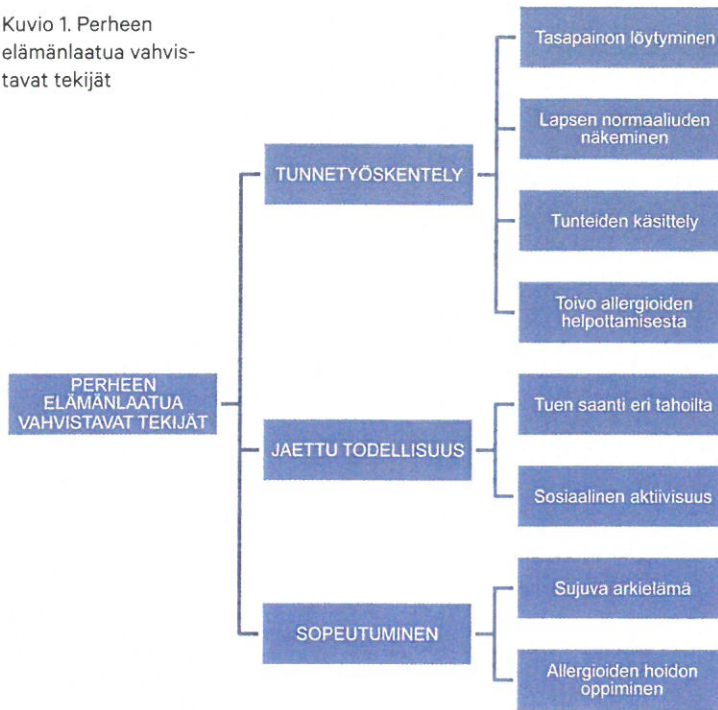 Kuvio 1. Perheen
elämänlaatua vahvis-
tavat tekijät
PERHEEN
ELÄMÄNLAATUA
VAHVISTAVAT TEKIJÄT
TUNNETYÖSKENTELY
Tasapainon löytyminen
Lapsen normaaliuden
näkeminen
Tunteiden käsittely
Toivo allergioiden
helpottamisesta
JAETTU TODELLISUUS
Tuen saanti eri tahoilta
Sosiaalinen aktiivisuus
SOPEUTUMINEN
Sujuva arkielämä
Allergioiden hoidon
oppiminen